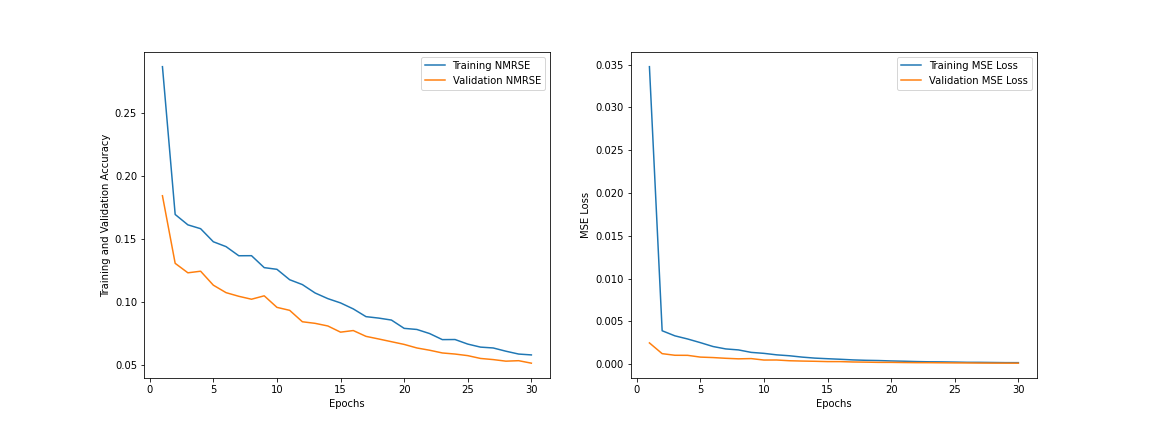 Training NMRSE
Validation NMRSE
0.25
0.20
0.15
0.10
0.05
Training and Validation Accuracy
0 5 10 15 20 25 30
Epochs
Training MSE Loss
Validation MSE Loss
0.035
0.030
0.025
0.020
0.015
0.010
0.005
0.000
MSE Loss
0 5 10 15 20 25 30
Epochs